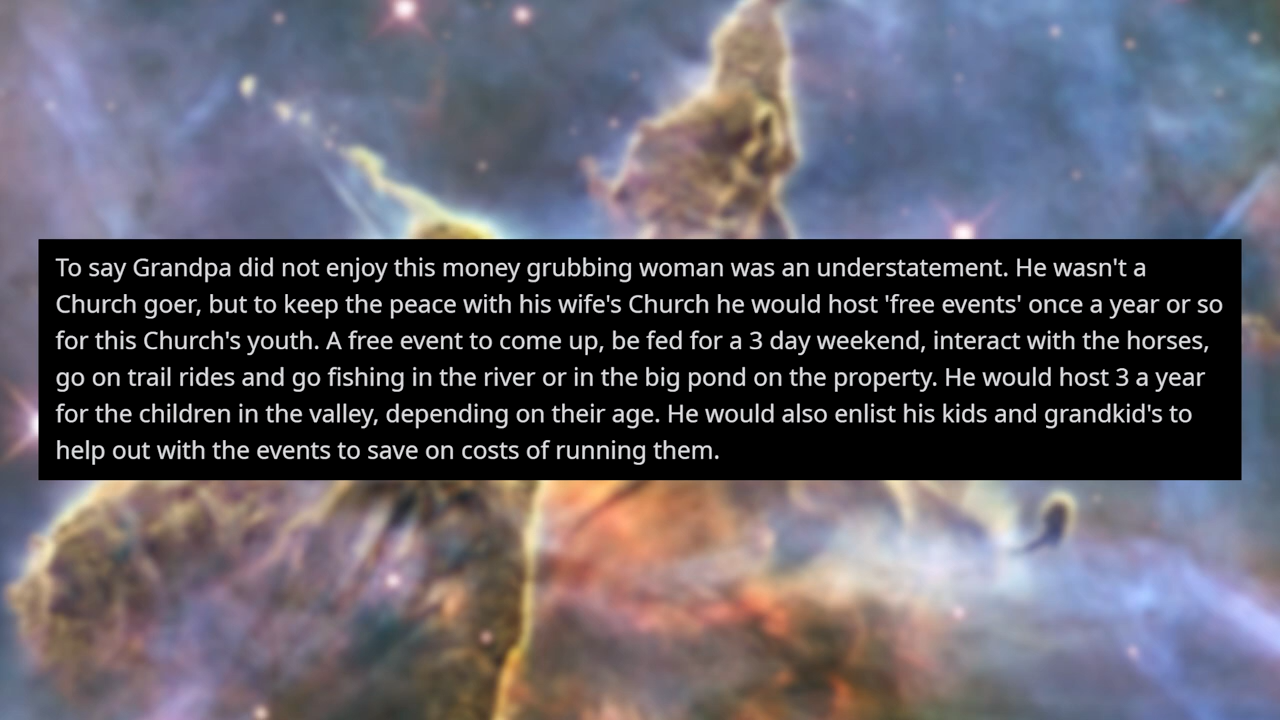 To say Grandpa did not enjoy this money grubbing woman was an understatement. He wasn't a
Church goer, but to keep the peace with his wife's Church he would host 'free events' once a year or so
for this Church's youth. A free event to come up, be fed for a 3 day weekend, interact with the horses,
go on trail rides and go fishing in the river or in the big pond on the property. He would host 3 a year
for the children in the valley, depending on their age. He would also enlist his kids and grandkid's to
help out with the events to save on costs of running them.